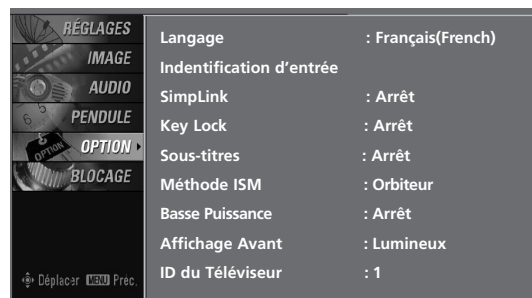 RÉGLAGES
IMAGE
AUDIO
PENDULE
OPTION
BLOCAGE
Déplacer MENU Préc.
Langage : Français(French)
Indentification d'entrée
SimpLink : Arrêt
Key Lock : Arrêt
Sous-titres : Arrêt
Méthode ISM : Orbiteur
Basse Puissance : Arrêt
Affichage Avant : Lumineux
ID du Téléviseur : 1
OPTION